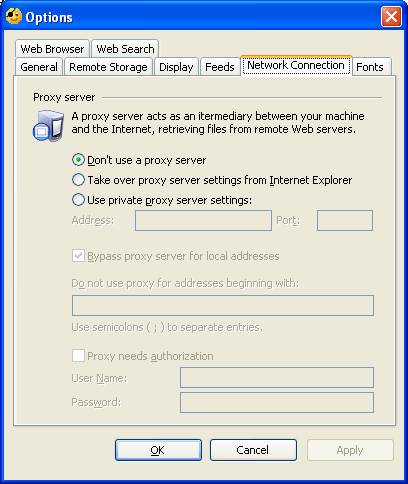 Options
Web Browser Web Search
General Remote Storage Display Feeds Network Connection Fonts
Proxy server
A proxy server acts as an itermediary between your machine
and the Internet, retrieving files from remote Web servers.
Don't use a proxy server
Take over proxy server settings from Internet Explorer
Use private proxy server settings:
Address: Port:
Bypass proxy server for local addresses
Do not use proxy for addresses beginning with:
Use semicolons ( ; ) to separate entries.
Proxy needs authorization
User Name:
Password:
OK Cancel Apply